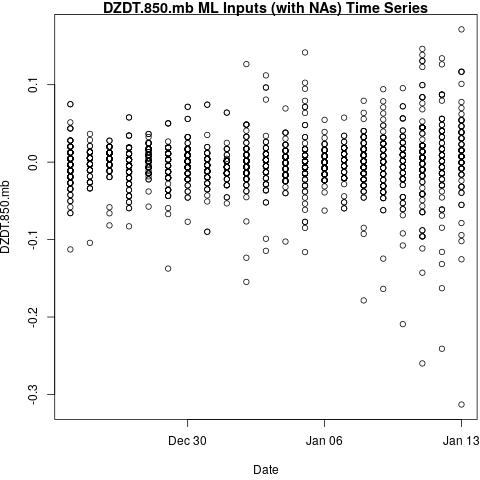 DZDT.850.mb ML Inputs (with NAs) Time Series
DZDT.850.mb
0.1
0.0
-0.1
-0.2
-0.3
Dec 30
Jan 06
Jan 13
Date